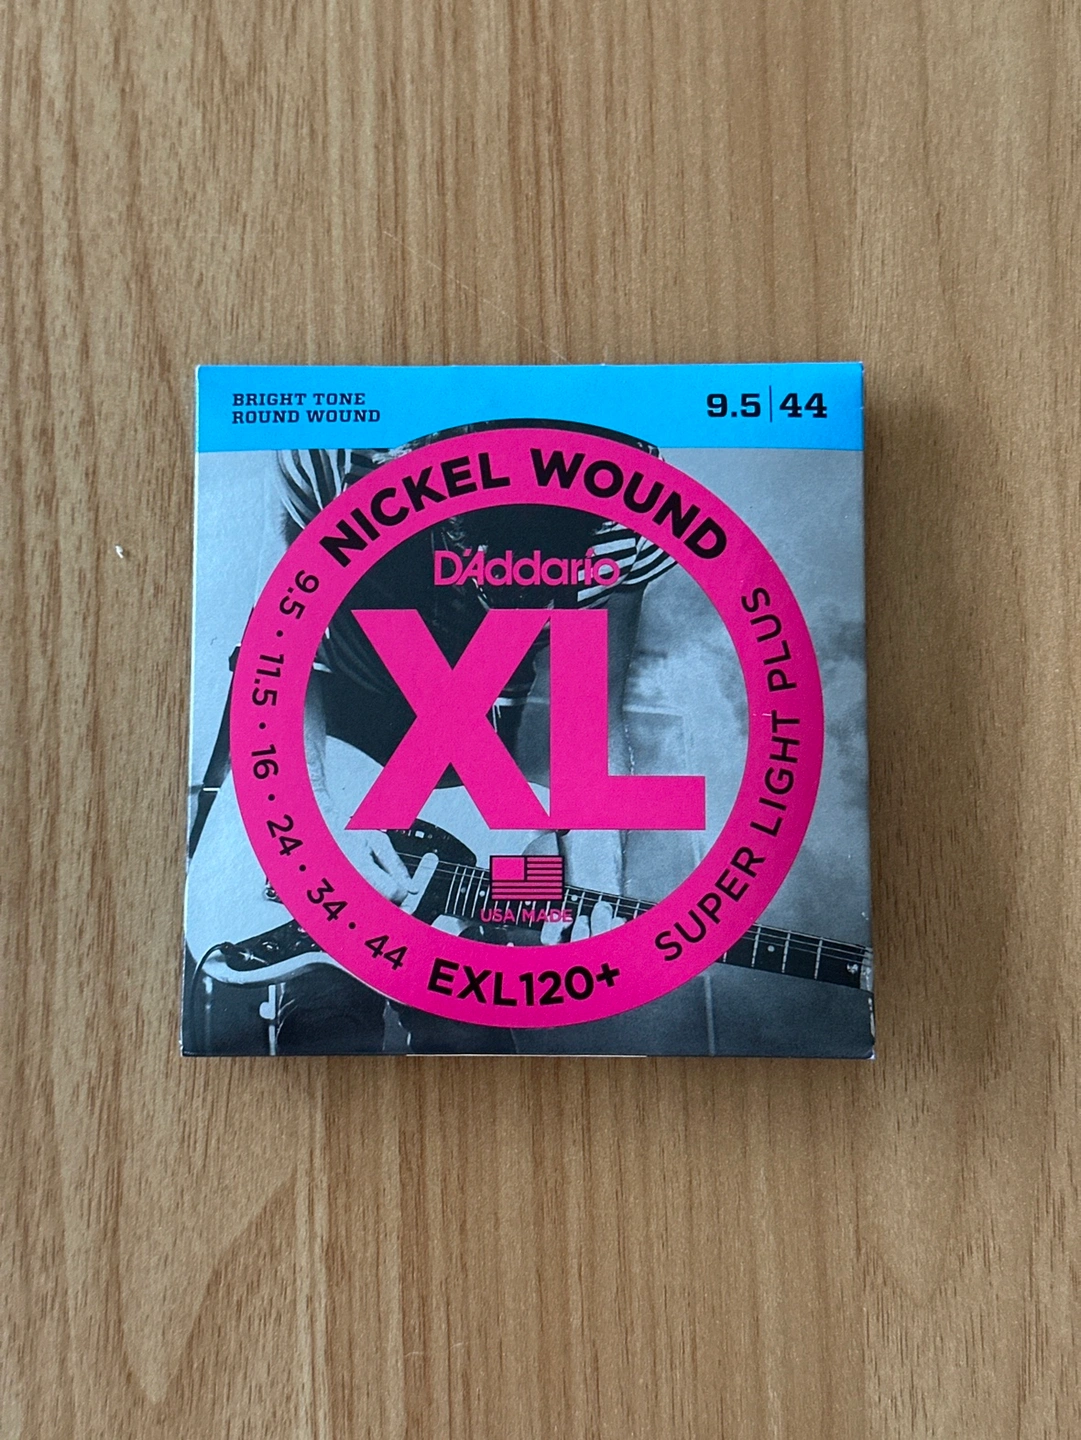 BRIGHT TONE
ROUND WOUND
9.5|44
NICKEL WOUND
D'Addario
XL
USA MADE
9.5 • 11.5 • 16 • 24 • 34 • 44
EXL120+
SUPER LIGHT PLUS